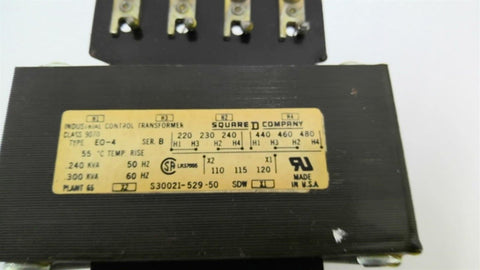 H1 H3 H2 H4
INDUSTRIAL CONTROL TRANSFORMER SQUARE D COMPANY
CLASS 9070
TYPE EO-4 SER. B
220 230 240 440 460 480
H1 H3 H2 H4 H1 H3 H2 H4
55 °C TEMP. RISE
.240 KVA 50 HZ
.300 KVA 60 HZ
SA LR37055
X2 X1
110 115 120
MADE IN U.S.A.
PLANT 65 X2 S30021-529-50 SDW X1